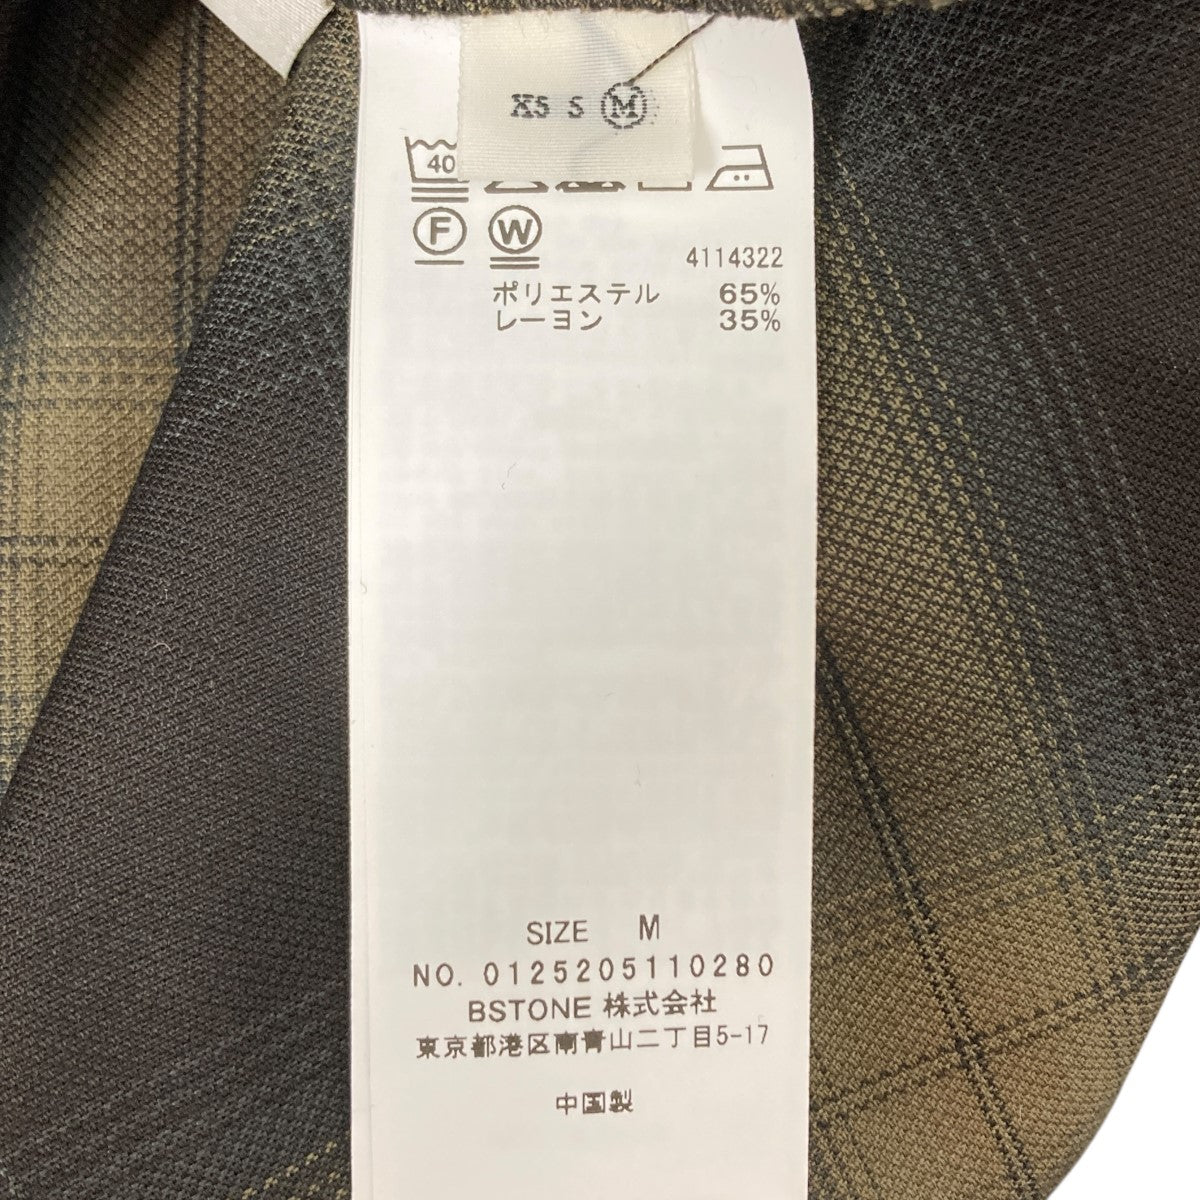 XS S M
40
F W
4114322
ポリエステル 65%
レーヨン 35%
SIZE M
NO. 0125205110280
BSTONE 株式会社
東京都港区南青山二丁目5-17
中国製